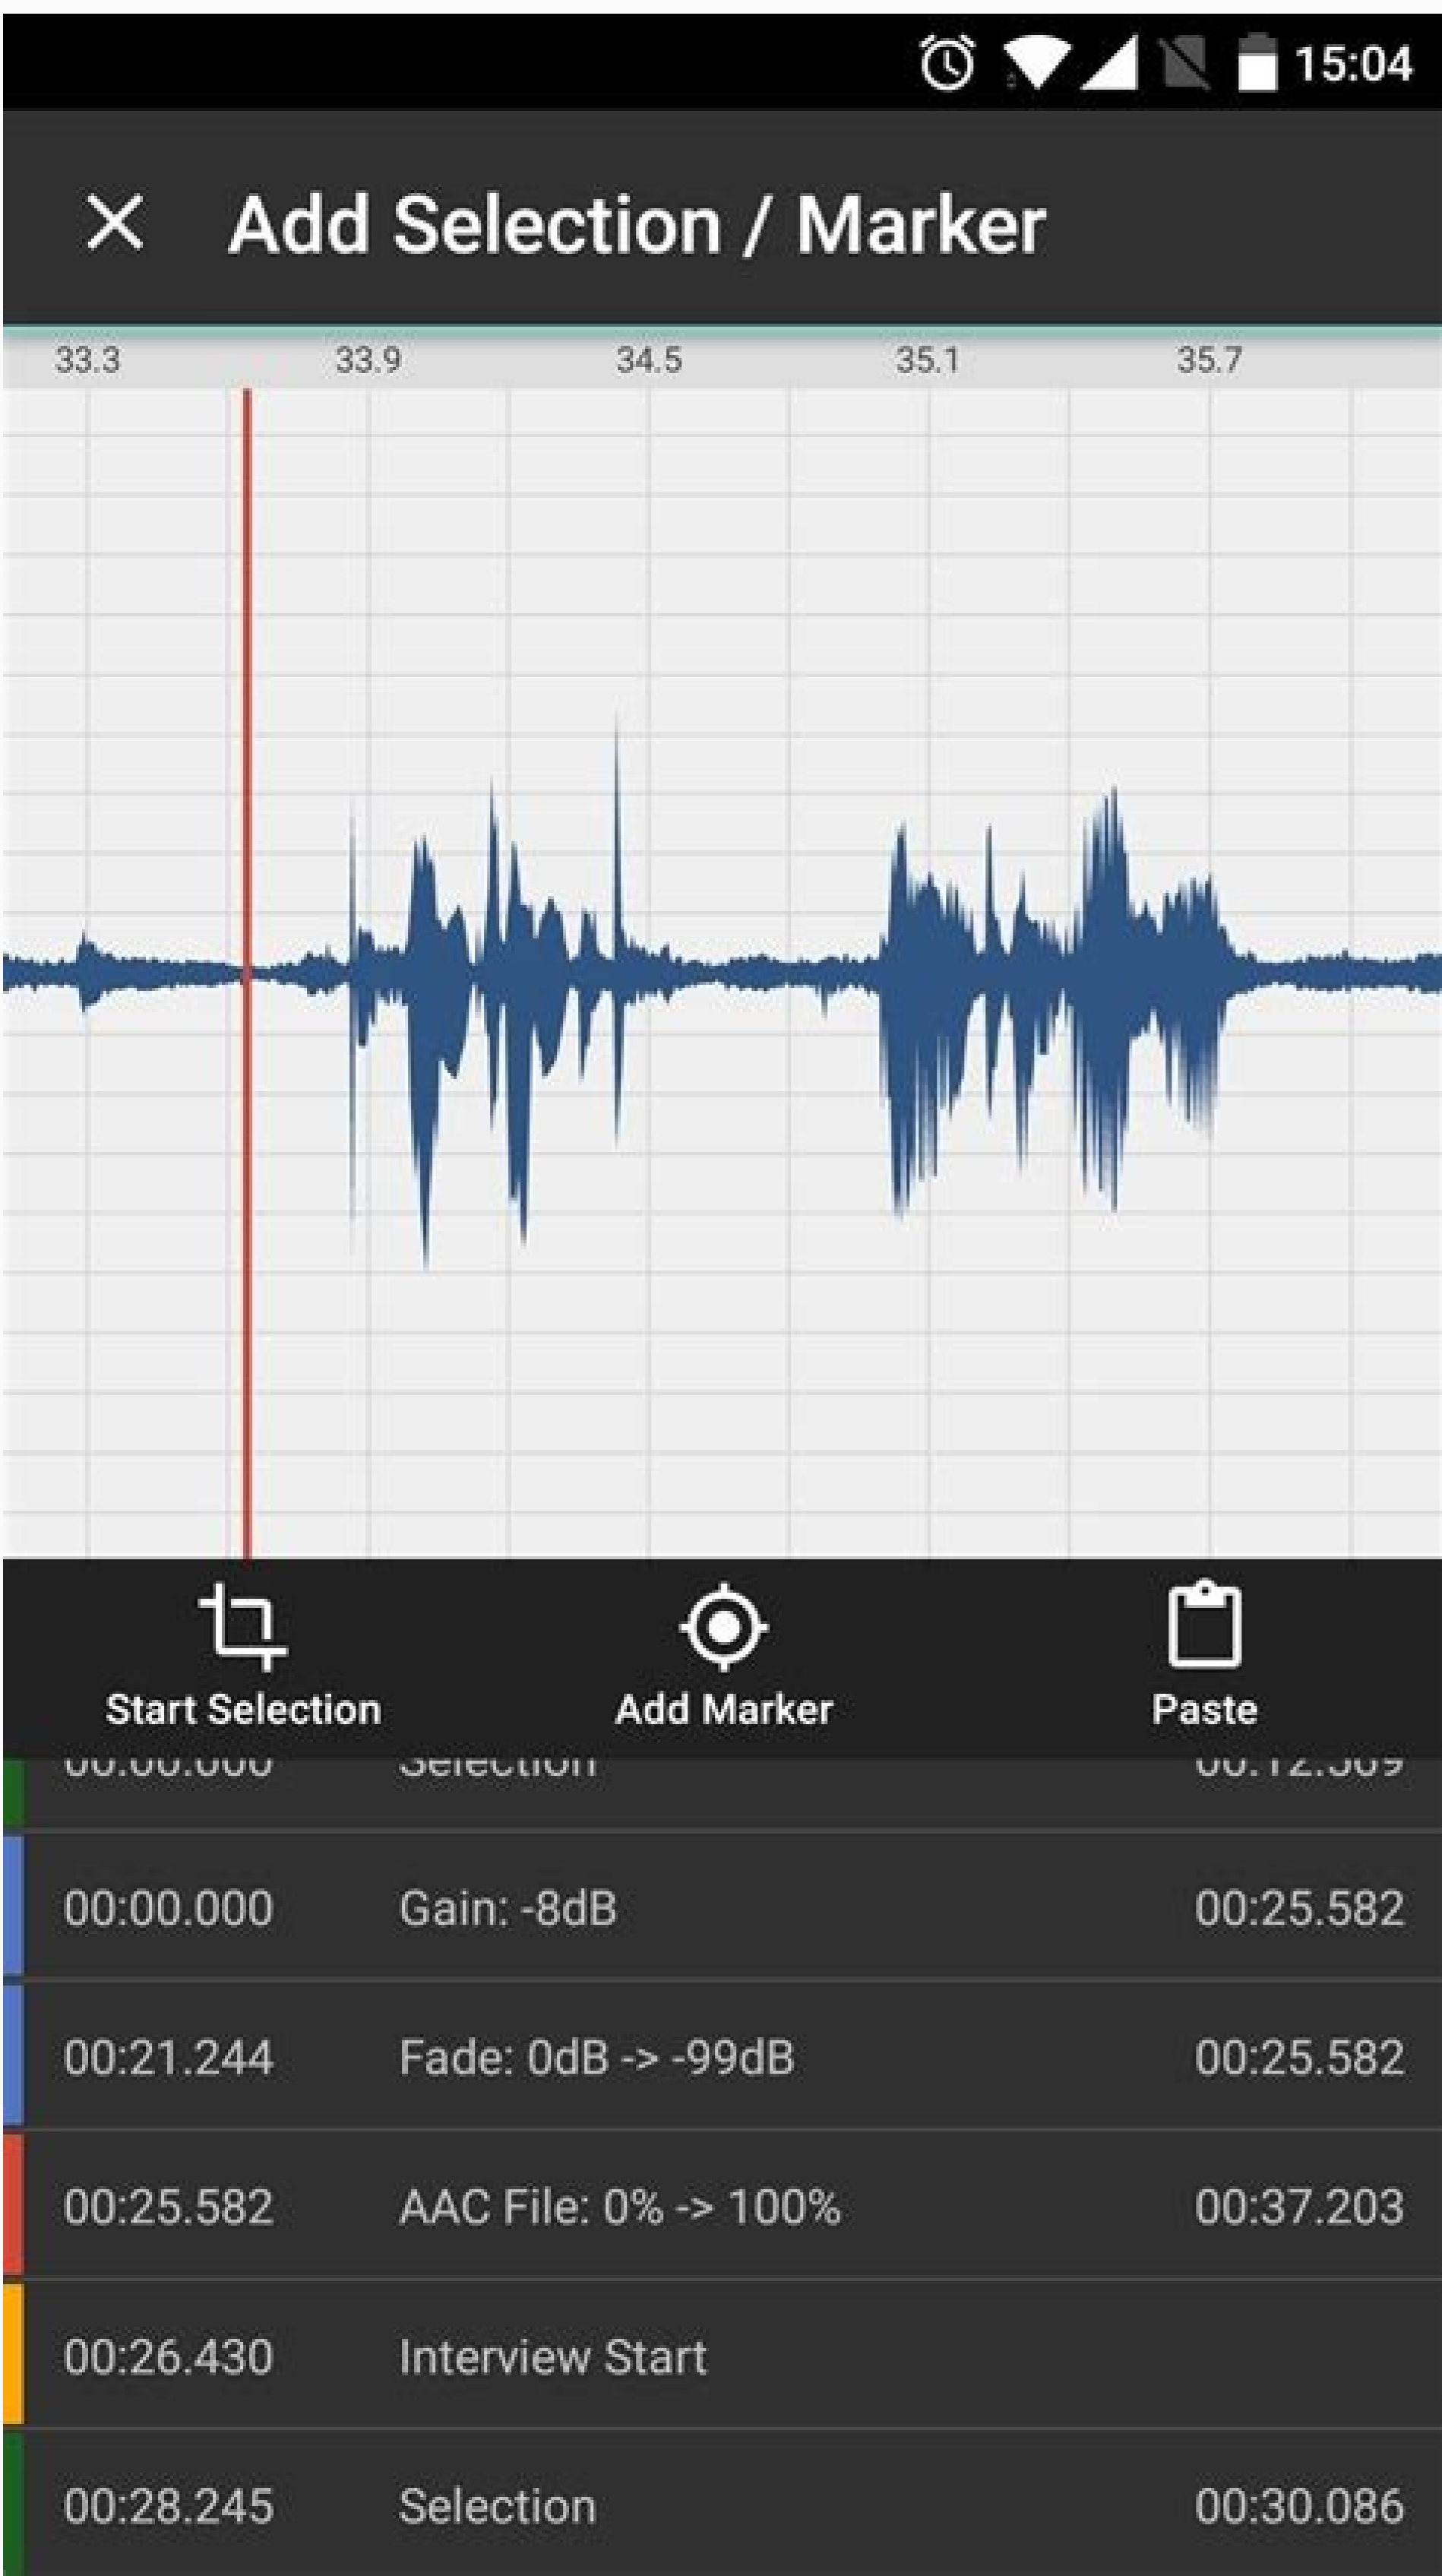 15:04
Add Selection / Marker
33.3 33.9 34.5 35.1 35.7
Start Selection Add Marker Paste
Selection
00:00.000 Gain: -8dB 00:25.582
00:21.244 Fade: 0dB -> -99dB 00:25.582
00:25.582 AAC File: 0% -> 100% 00:37.203
00:26.430 Interview Start
00:28.245 Selection 00:30.086